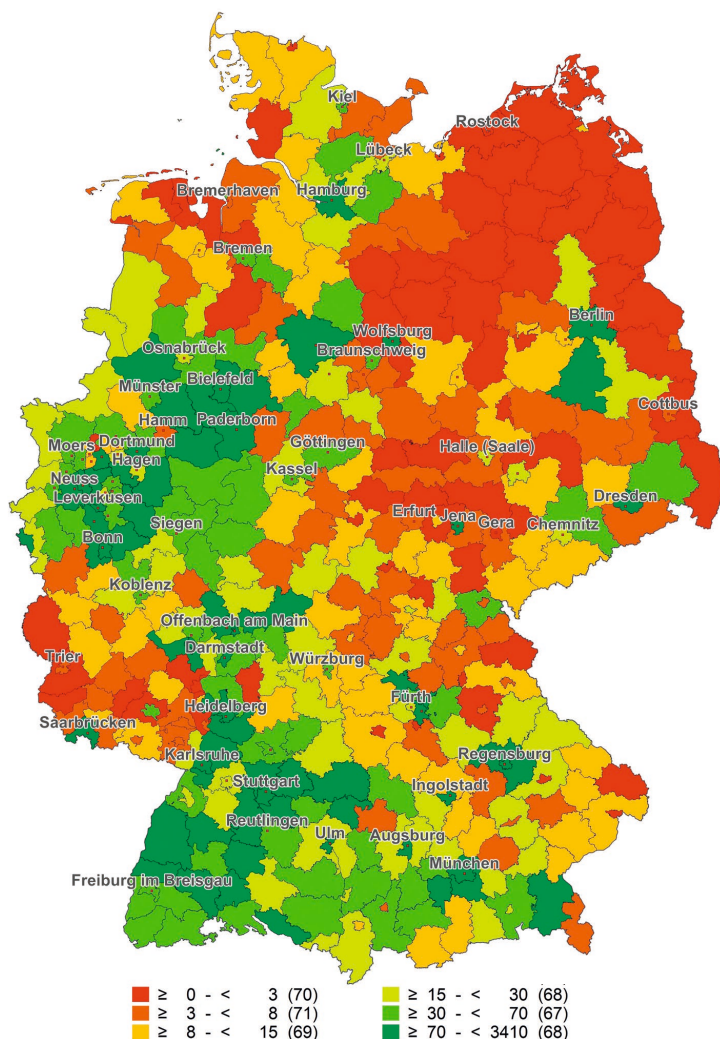 Kiel
Rostock
Lübeck
Bremerhaven
Hamburg
Bremen
Berlin
Wolfsburg
Braunschweig
Osnabrück
Bielefeld
Münster
Cottbus
Hamm
Paderborn
Moers
Dortmund
Göttingen
Halle (Saale)
Hagen
Kassel
Neuss
Leverkusen
Dresden
Erfurt
Jena
Gera
Chemnitz
Siegen
Bonn
Koblenz
Offenbach am Main
Darmstadt
Trier
Würzburg
Fürth
Heidelberg
Saarbrücken
Karlsruhe
Regensburg
Stuttgart
Ingolstadt
Reutlingen
Ulm
Augsburg
München
Freiburg im Breisgau
≥ 0 - < 3 (70)
≥ 3 - < 8 (71)
≥ 8 - < 15 (69)
≥ 15 - < 30 (68)
≥ 30 - < 70 (67)
≥ 70 - < 3410 (68)